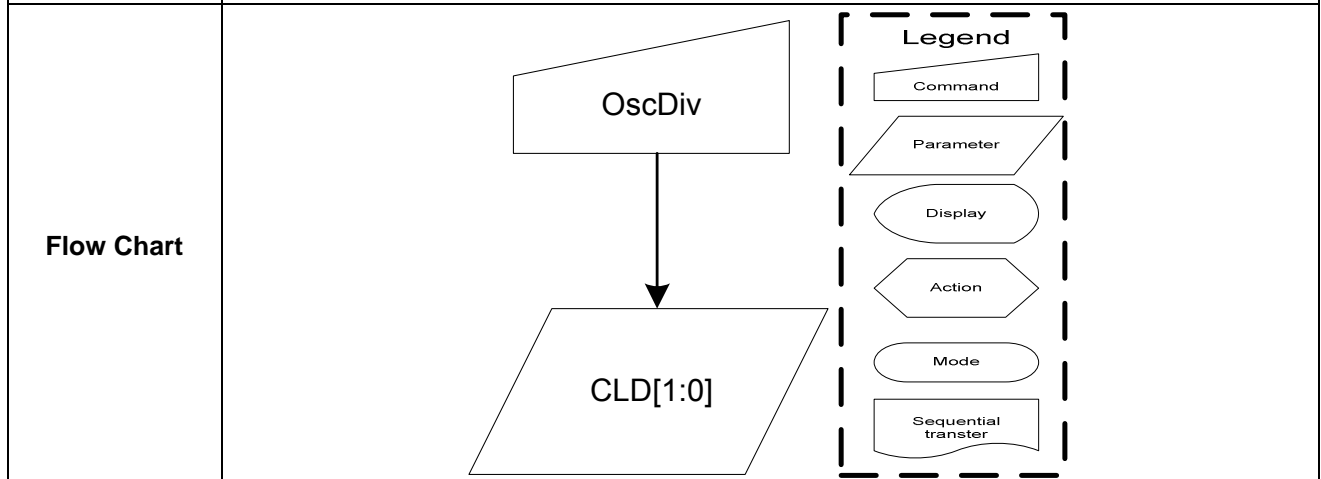 Flow Chart
OscDiv
CLD[1:0]
Legend
Command
Parameter
Display
Action
Mode
Sequential
transter